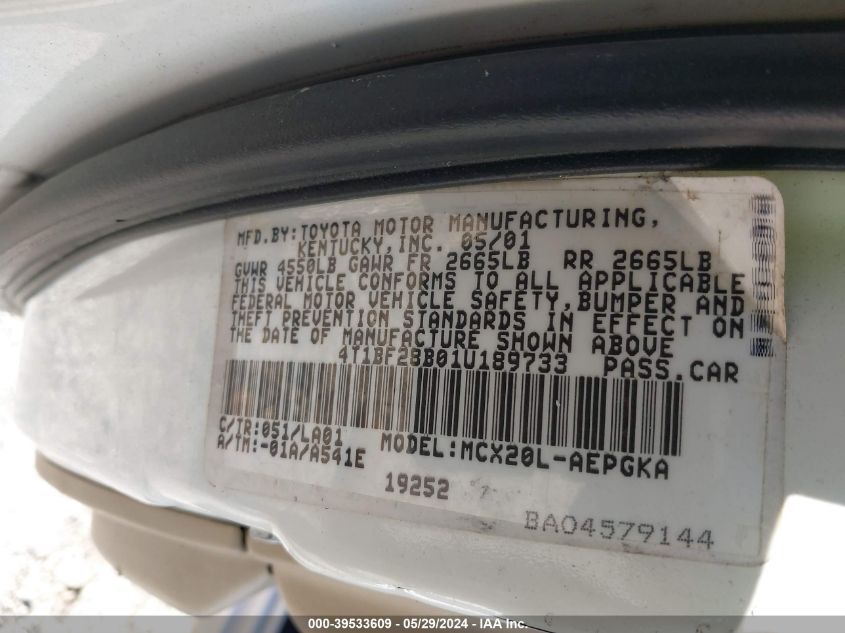 MFD.BY:TOYOTA MOTOR MANUFACTURING,
KENTUCKY,INC. 05/01
GVWR 4550LB GAWR FR 2665LB RR 2665LB
THIS VEHICLE CONFORMS TO ALL APPLICABLE
FEDERAL MOTOR VEHICLE SAFETY,BUMPER AND
THEFT PREVENTION STANDARDS IN EFFECT ON
THE DATE OF MANUFACTURE SHOWN ABOVE
4T1BF28B01U189733 PASS.CAR
C/TR:051/LA01
A/TM:-01A/A541E MODEL:MCX20L-AEPGKA
19252
BA04579144
000-39533609 - 05/29/2024 - IAA Inc.